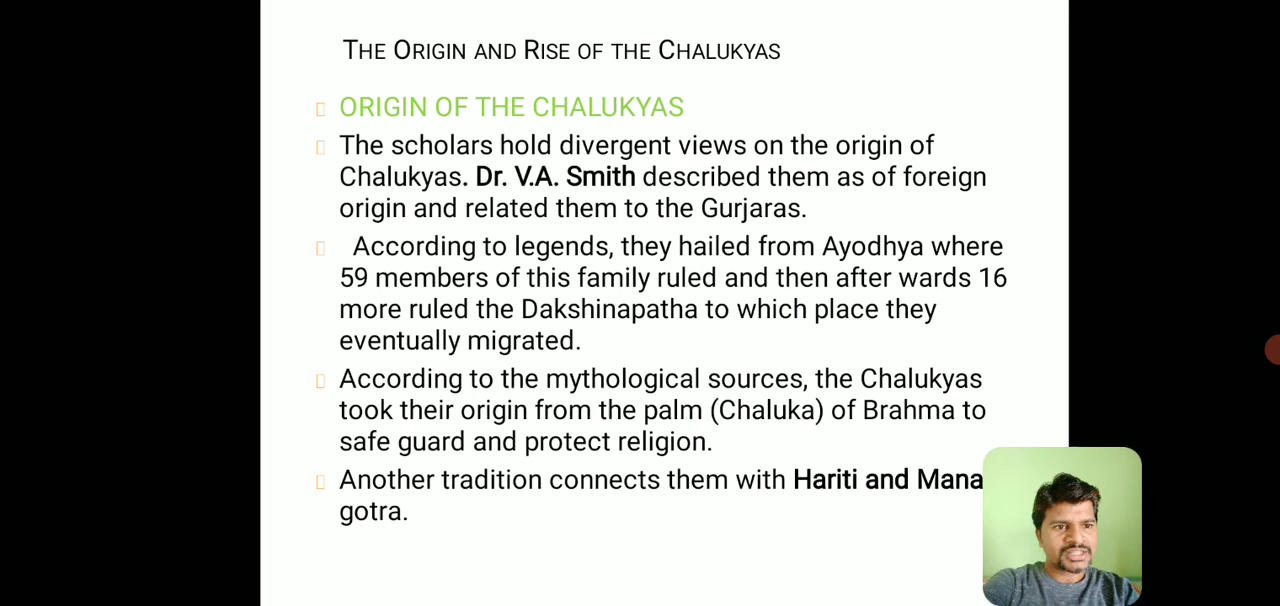 THE ORIGIN AND RISE OF THE CHALUKYAS
ORIGIN OF THE CHALUKYAS
The scholars hold divergent views on the origin of
Chalukyas. Dr. V.A. Smith described them as of foreign
origin and related them to the Gurjaras.
According to legends, they hailed from Ayodhya where
59 members of this family ruled and then after wards 16
more ruled the Dakshinapatha to which place they
eventually migrated.
According to the mythological sources, the Chalukyas
took their origin from the palm (Chaluka) of Brahma to
safe guard and protect religion.
Another tradition connects them with Hariti and
gotra.